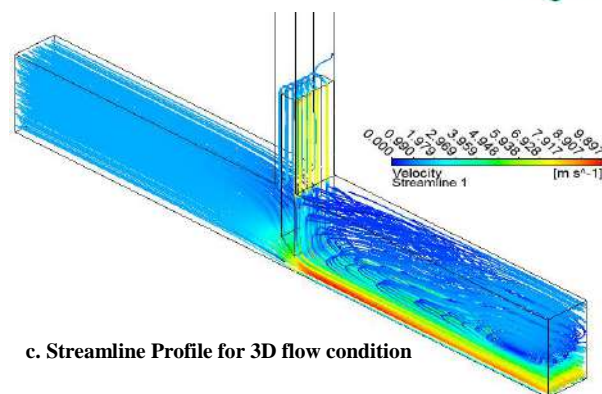 0.000 0.990 1.979 2.969 3.959 4.946 5.938 6.928 7.917 8.907 9.897
Velocity [m s^-1]
Streamline 1
c. Streamline Profile for 3D flow condition